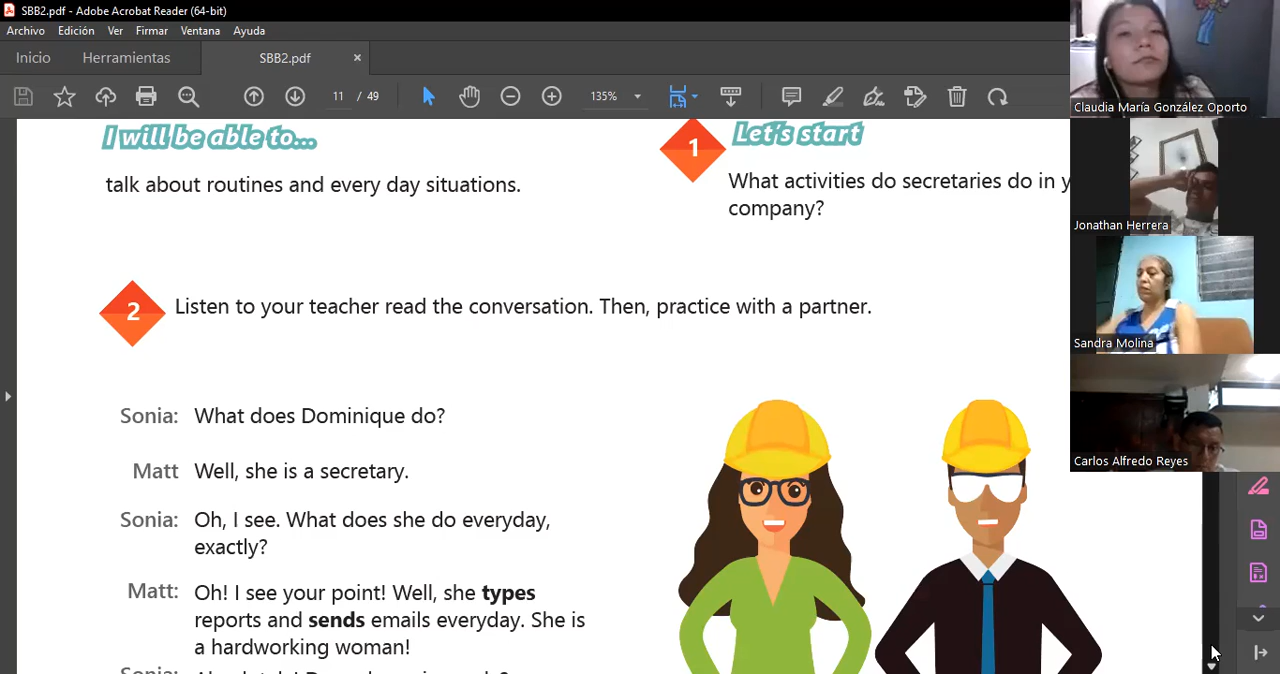 SBB2.pdf - Adobe Acrobat Reader (64-bit)
Archivo Edición Ver Firmar Ventana Ayuda
Inicio Herramientas SBB2.pdf ×
11 / 49 135%
I will be able to...
talk about routines and every day situations.
1 Let's start
What activities do secretaries do in
company?
2 Listen to your teacher read the conversation. Then, practice with a partner.
Sonia: What does Dominique do?
Matt Well, she is a secretary.
Sonia: Oh, I see. What does she do everyday,
exactly?
Matt: Oh! I see your point! Well, she types
reports and sends emails everyday. She is
a hardworking woman!
Claudia María González Oporto
Jonathan Herrera
Sandra Molina
Carlos Alfredo Reyes